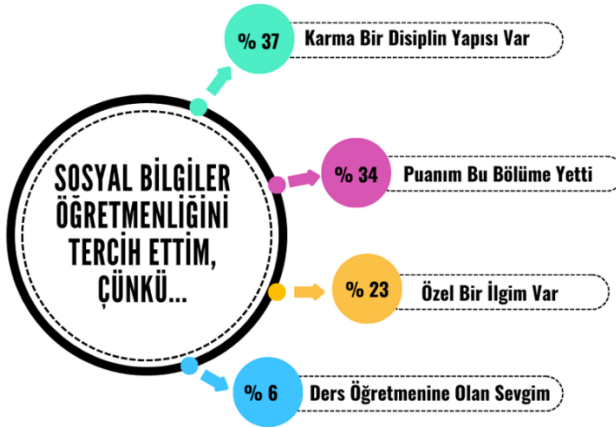 SOSYAL BİLGİLER
ÖĞRETMENLİĞİNİ
TERCİH ETTİM,
ÇÜNKÜ...
% 37 Karma Bir Disiplin Yapısı Var
% 34 Puanım Bu Bölüme Yetti
% 23 Özel Bir İlgim Var
% 6 Ders Öğretmenine Olan Sevgim